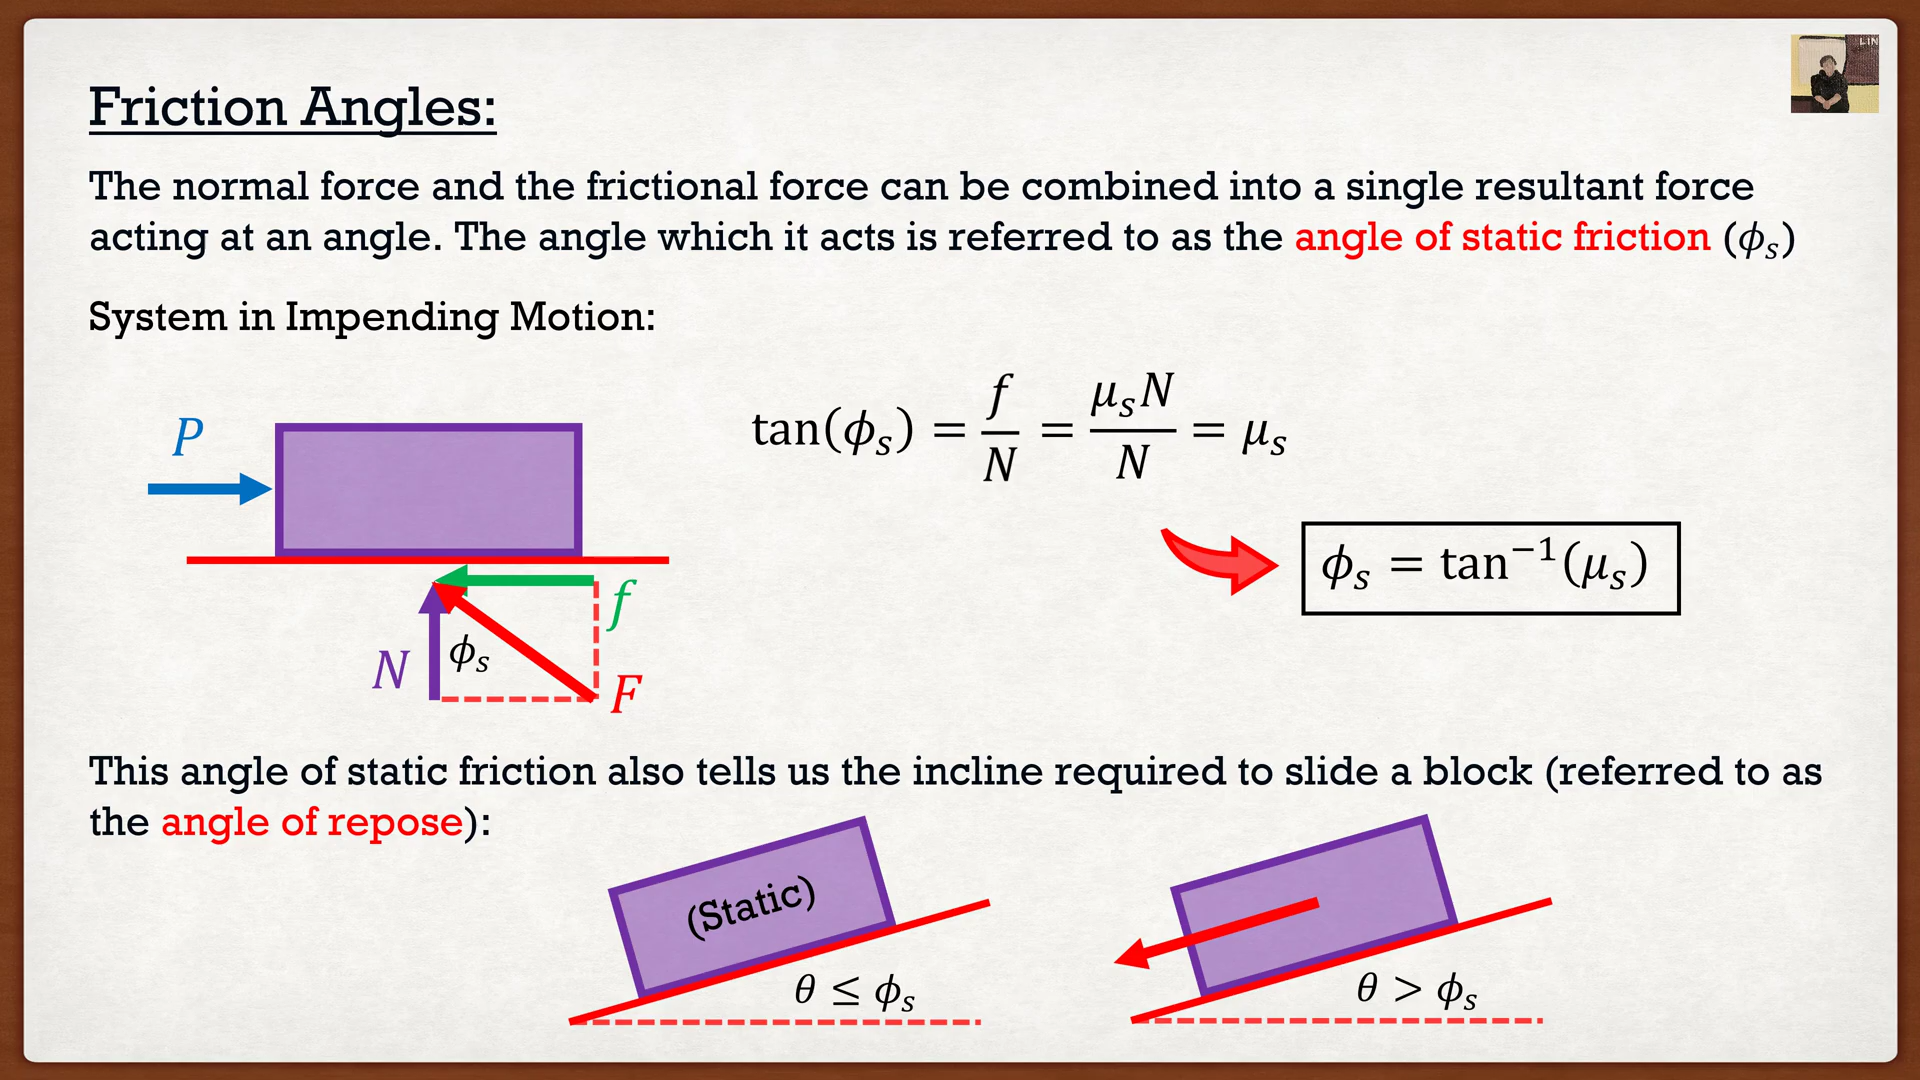 LiN
Friction Angles:
The normal force and the frictional force can be combined into a single resultant force
acting at an angle. The angle which it acts is referred to as the angle of static friction (ϕₛ)
System in Impending Motion:
P
tan(ϕₛ) = f/N = μₛN/N = μₛ
ϕₛ = tan⁻¹(μₛ)
f
N
ϕₛ
F
This angle of static friction also tells us the incline required to slide a block (referred to as
the angle of repose):
(Static)
θ ≤ ϕₛ
θ > ϕₛ